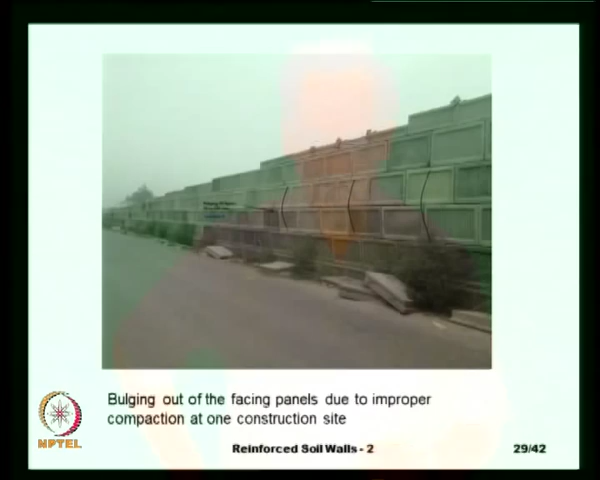 Bulging out of the facing panels due to improper
compaction at one construction site
NPTEL
Reinforced Soil Walls - 2
29/42